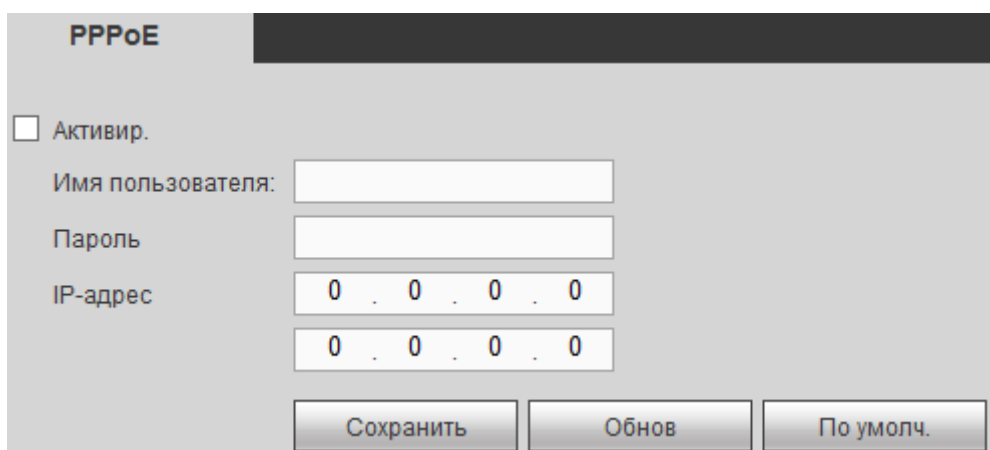 PPPoE
Активир.
Имя пользователя:
Пароль
IP-адрес 0 . 0 . 0 . 0
0 . 0 . 0 . 0
Сохранить Обнов По умолч.